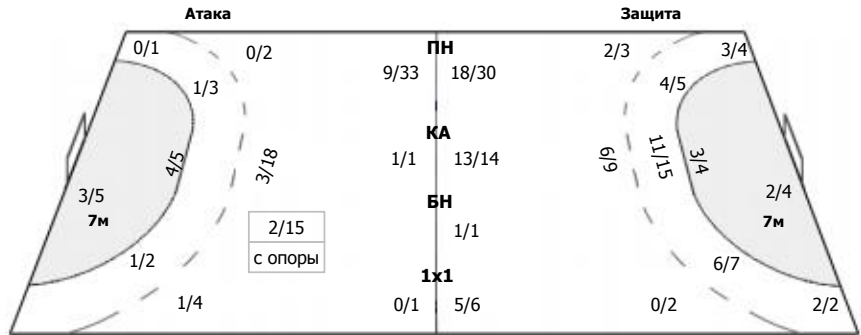 Атака
Защита
0/1
0/2
ПН
2/3
3/4
9/33
18/30
1/3
4/5
КА
4/5
3/18
1/1
13/14
6/9
11/15
3/4
3/5
7м
БН
2/4
7м
2/15
1/1
с опоры
1/2
6/7
1x1
1/4
0/1
5/6
0/2
2/2